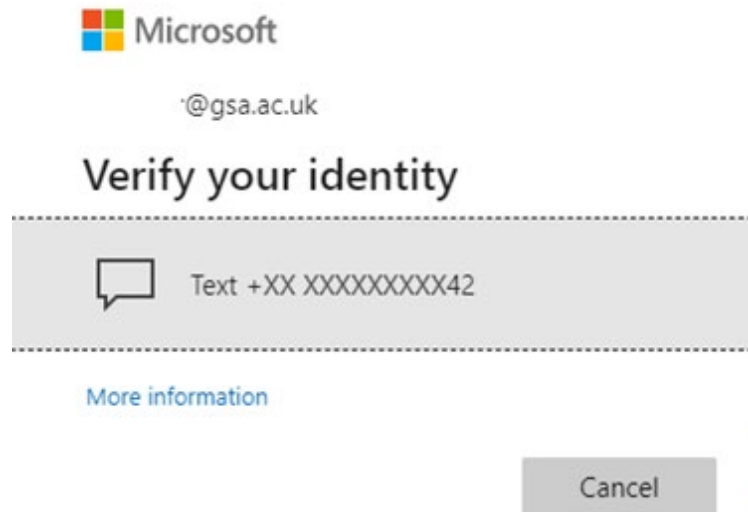 Microsoft
@gsa.ac.uk
Verify your identity
Text +XX XXXXXXXXX42
More information
Cancel